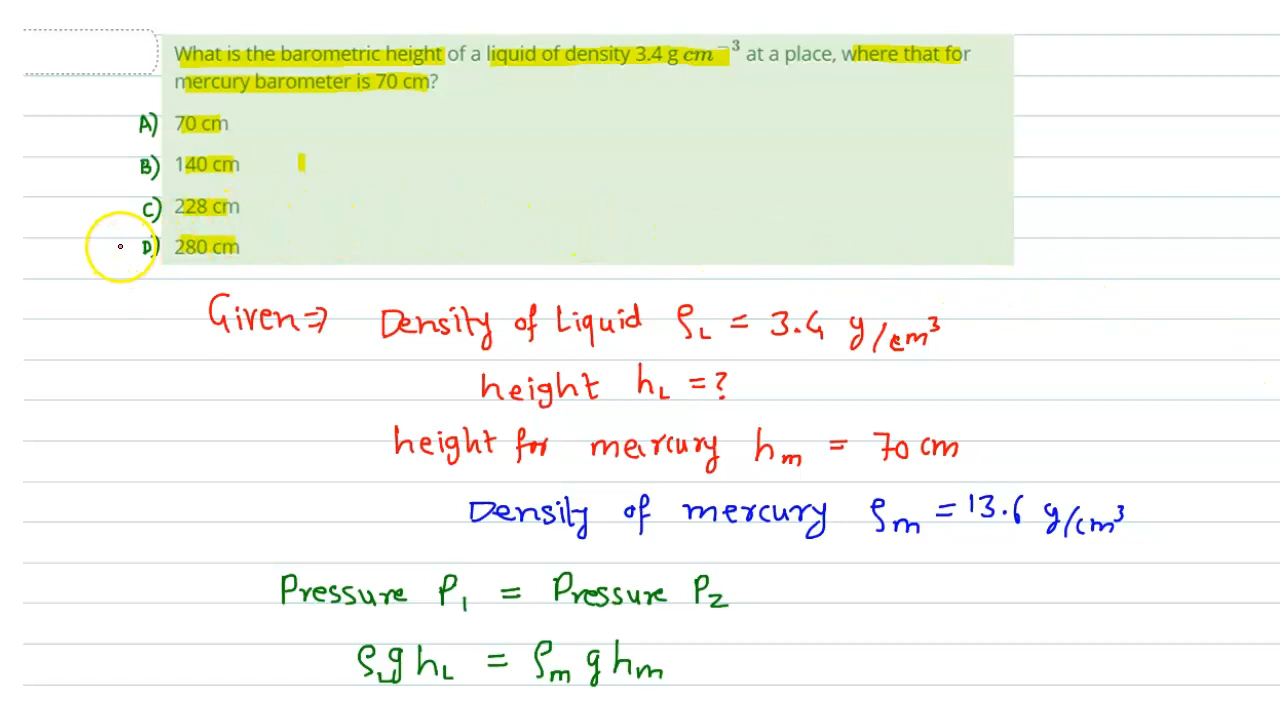 What is the barometric height of a liquid of density 3.4 g cm⁻³ at a place, where that for
mercury barometer is 70 cm?
A) 70 cm
B) 140 cm
C) 228 cm
D) 280 cm
Given ⇒ Density of Liquid ρL = 3.4 g/cm³
height hL = ?
height for mercury hm = 70 cm
Density of mercury ρm = 13.6 g/cm³
Pressure P₁ = Pressure P₂
ρL g hL = ρm g hm